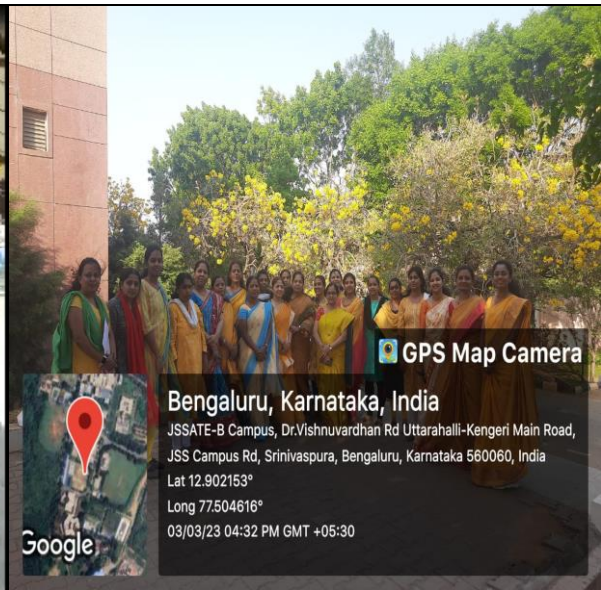 GPS Map Camera
Bengaluru, Karnataka, India
JSSATE-B Campus, Dr.Vishnuvardhan Rd Uttarahalli-Kengeri Main Road,
JSS Campus Rd, Srinivaspura, Bengaluru, Karnataka 560060, India
Lat 12.902153°
Long 77.504616°
03/03/23 04:32 PM GMT +05:30
Google